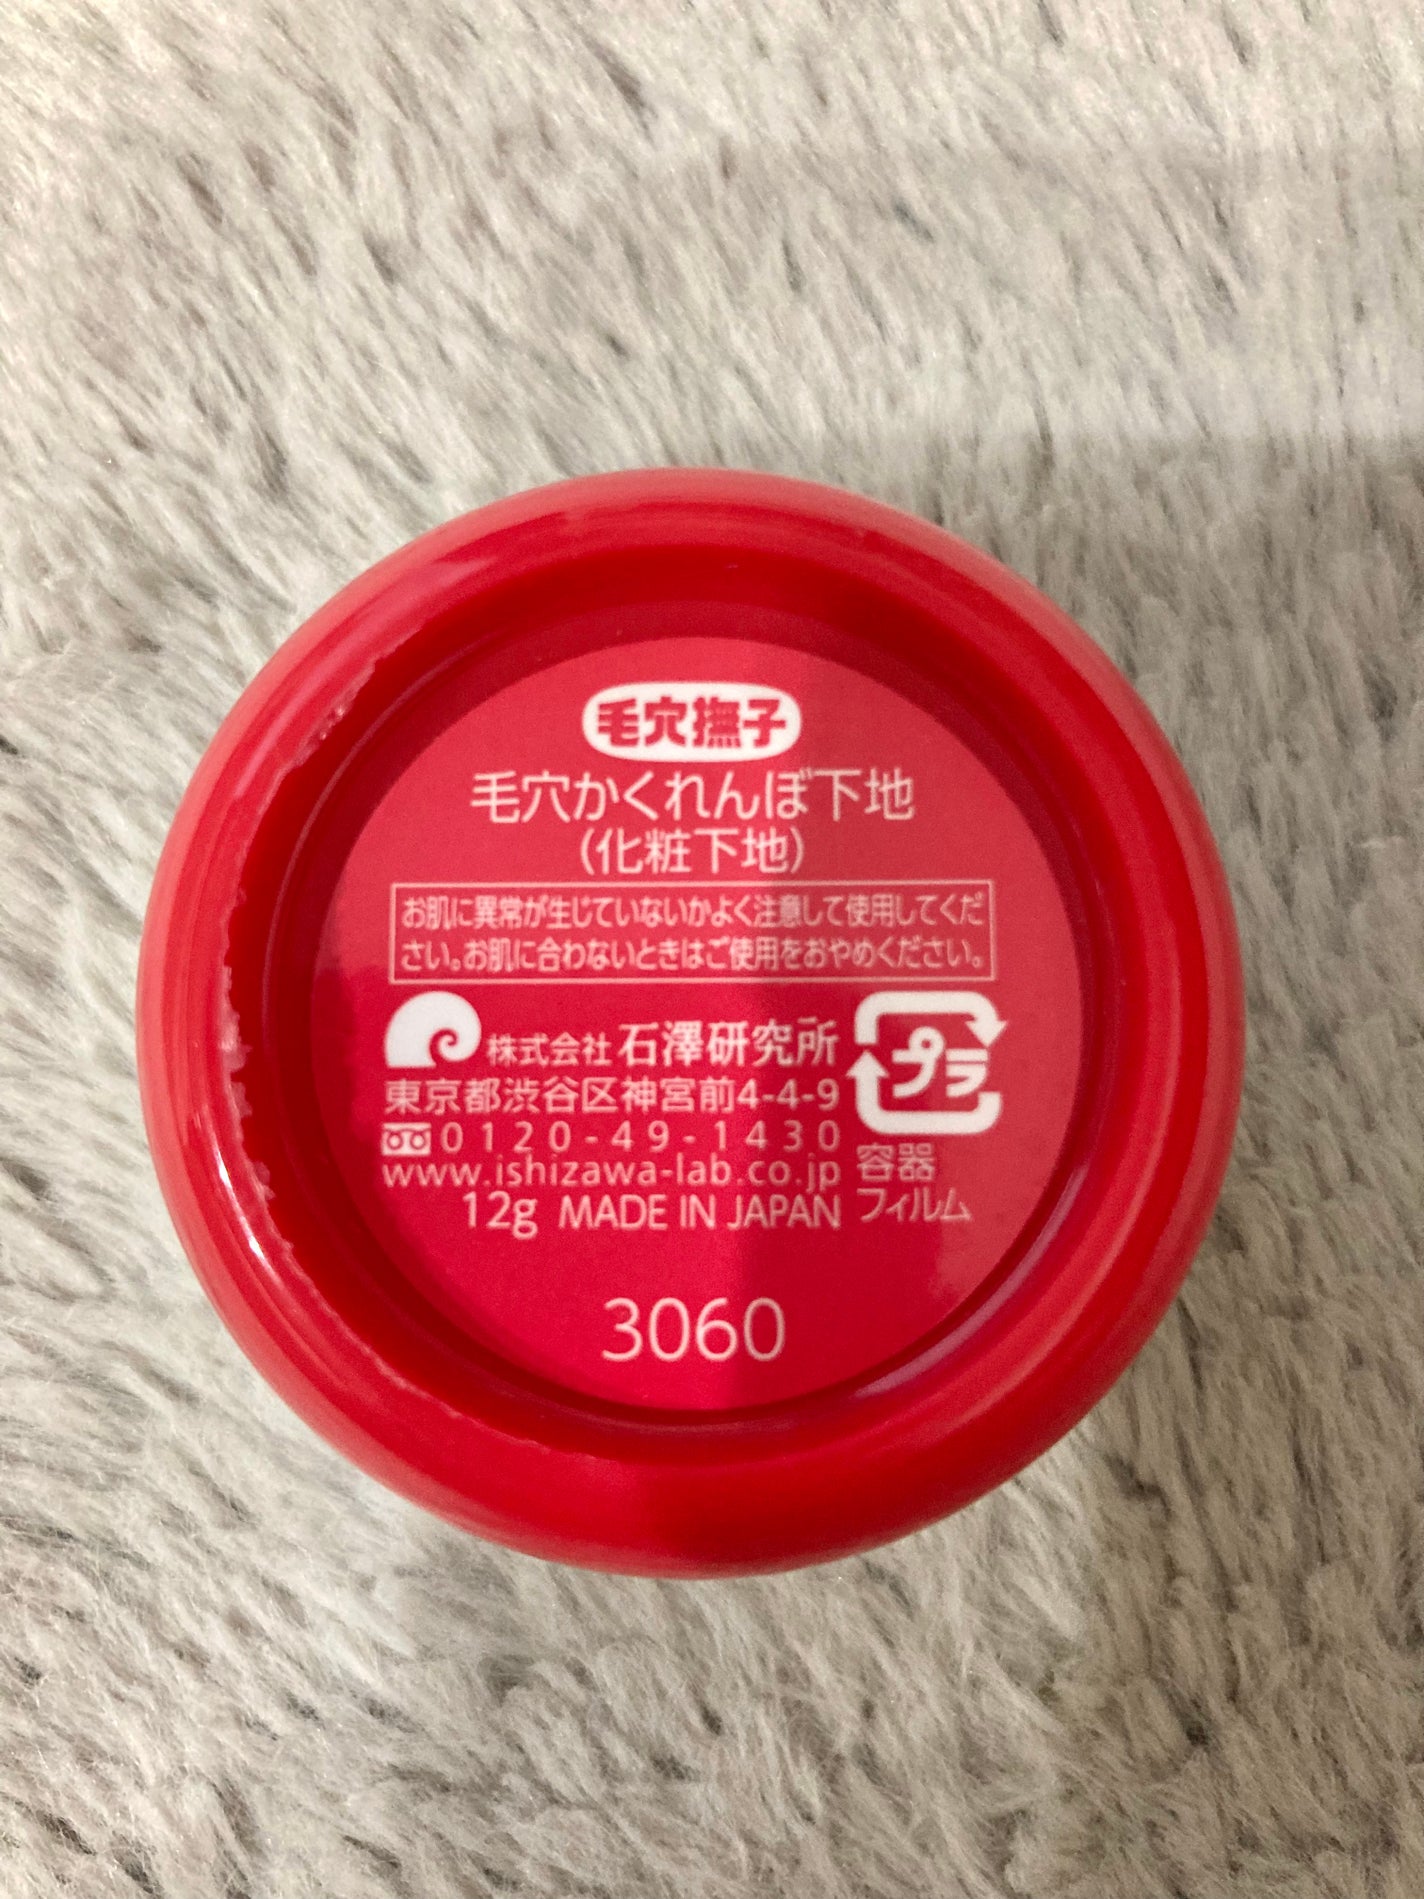 毛穴撫子
毛穴かくれんぼ下地
(化粧下地)
お肌に異常が生じていないかよく注意して使用してくだ
さい。お肌に合わないときはご使用をおやめください。
株式会社 石澤研究所
東京都渋谷区神宮前4-4-9
0120-49-1430
www.ishizawa-lab.co.jp
12g MADE IN JAPAN
プラ
容器
フィルム
3060